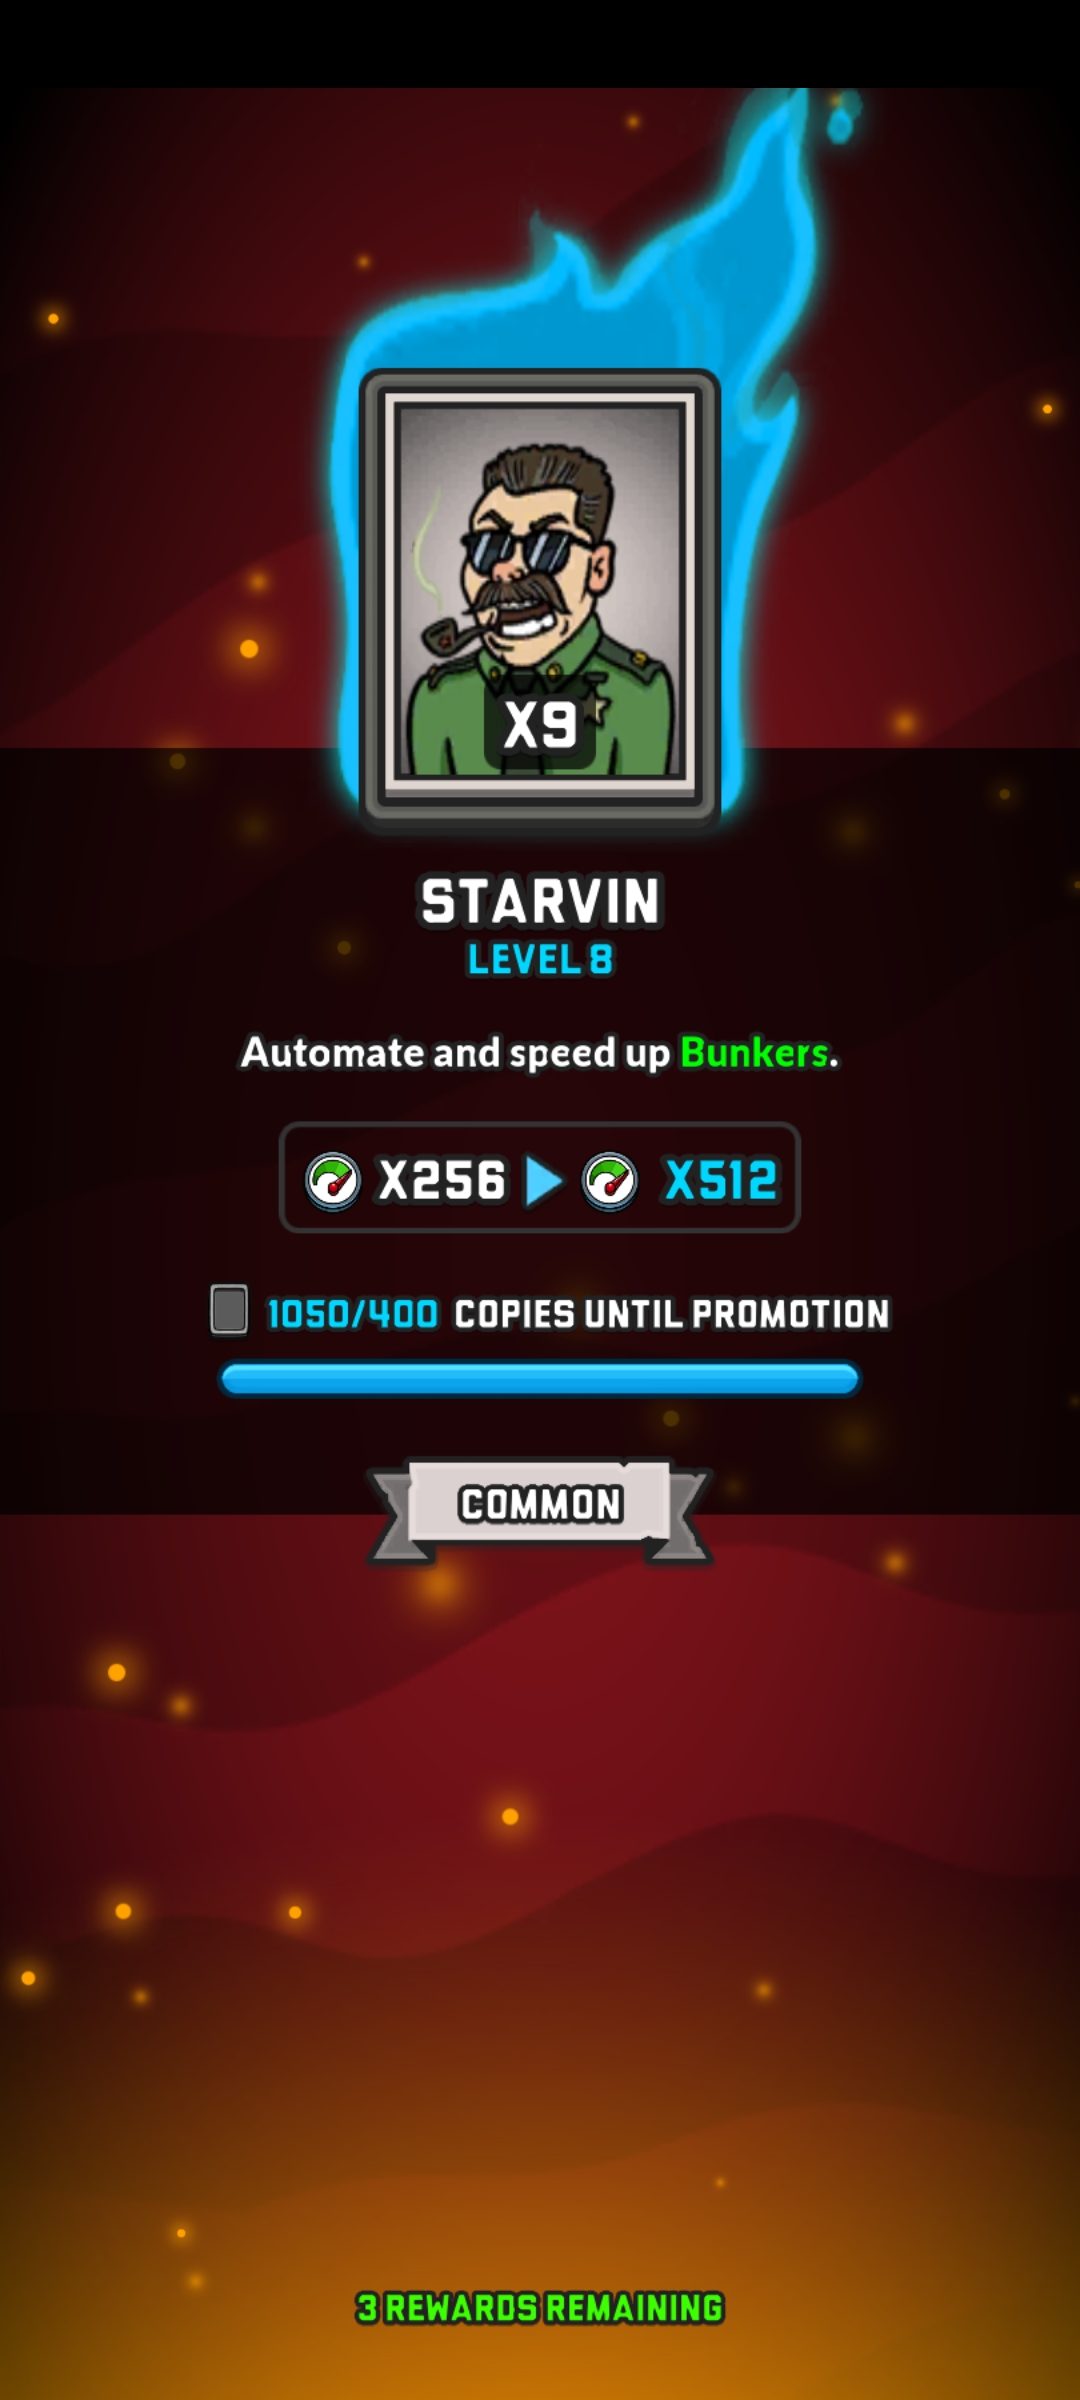 X9
STARVIN
LEVEL 8
Automate and speed up Bunkers.
X256 X512
1050/400 COPIES UNTIL PROMOTION
COMMON
3 REWARDS REMAINING